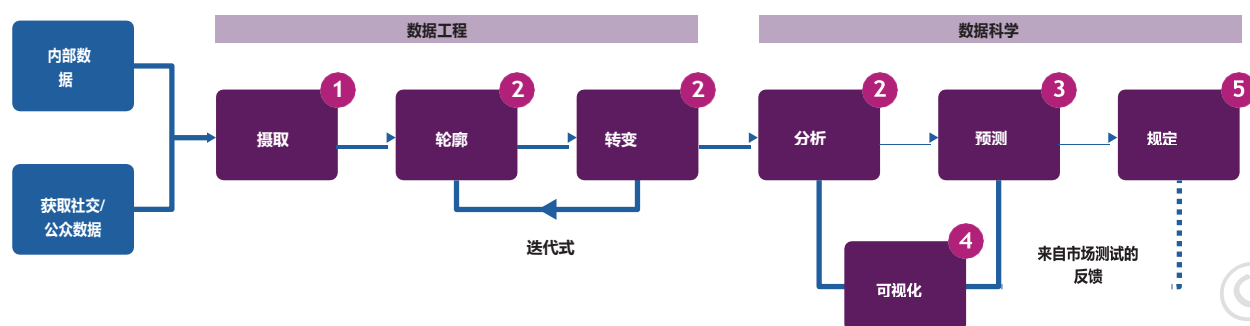 数据工程
数据科学
内部数
据
获取社交/
公众数据
1
摄取
2
轮廓
2
转变
2
分析
3
预测
5
规定
迭代式
4
可视化
来自市场测试的
反馈